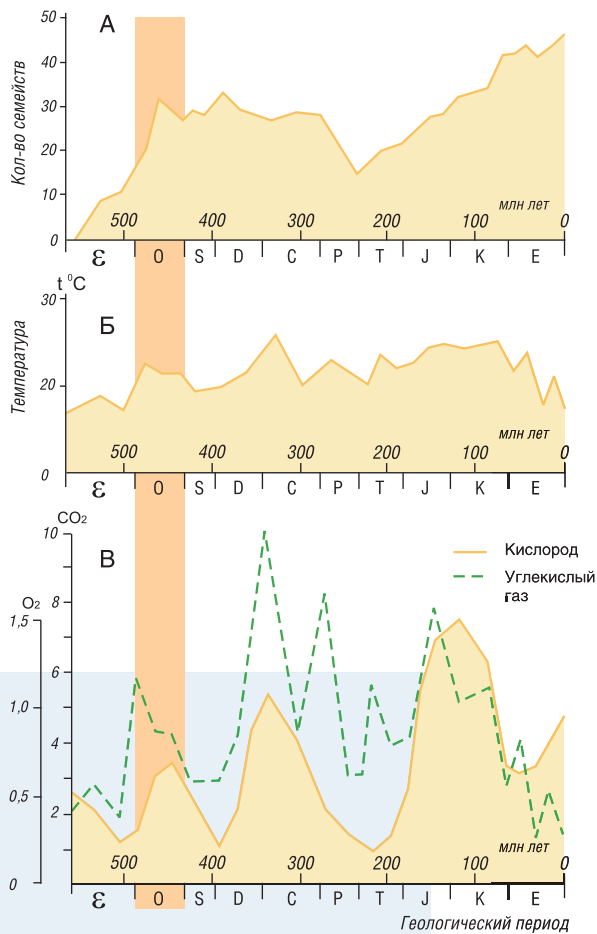 А
50
40
30
20
10
0
Кол-во семейств
500 400 300 200 100 0
млн лет
Ɛ O S D C P T J K E
t °C
Б
30
20
0
Температура
млн лет
500 400 300 200 100 0
Ɛ O S D C P T J K E
CO₂
В
10
8
6
4
2
O₂
1,5
1,0
0,5
0
Кислород
Углекислый
газ
млн лет
500 400 300 200 100 0
Ɛ O S D C P T J K E
Геологический период